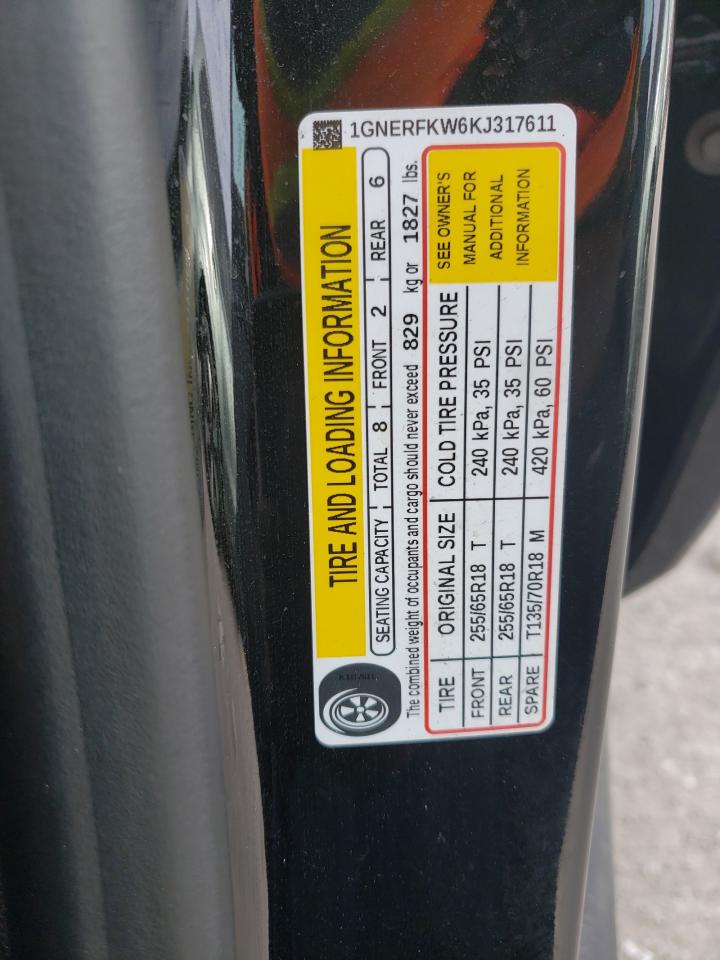 1GNERFKW6KJ317611
TIRE AND LOADING INFORMATION
SEATING CAPACITY TOTAL 8 FRONT 2 REAR 6
The combined weight of occupants and cargo should never exceed 829 kg or 1827 lbs.
TIRE ORIGINAL SIZE COLD TIRE PRESSURE
FRONT 255/65R18 T 240 kPa, 35 PSI
REAR 255/65R18 T 240 kPa, 35 PSI
SPARE T135/70R18 M 420 kPa, 60 PSI
SEE OWNER'S
MANUAL FOR
ADDITIONAL
INFORMATION